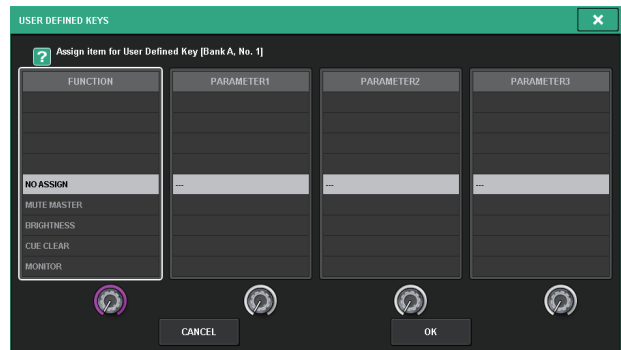 USER DEFINED KEYS
? Assign item for User Defined Key [Bank A, No. 1]
FUNCTION PARAMETER1 PARAMETER2 PARAMETER3
NO ASSIGN --- --- ---
MUTE MASTER
BRIGHTNESS
CUE CLEAR
MONITOR
CANCEL OK